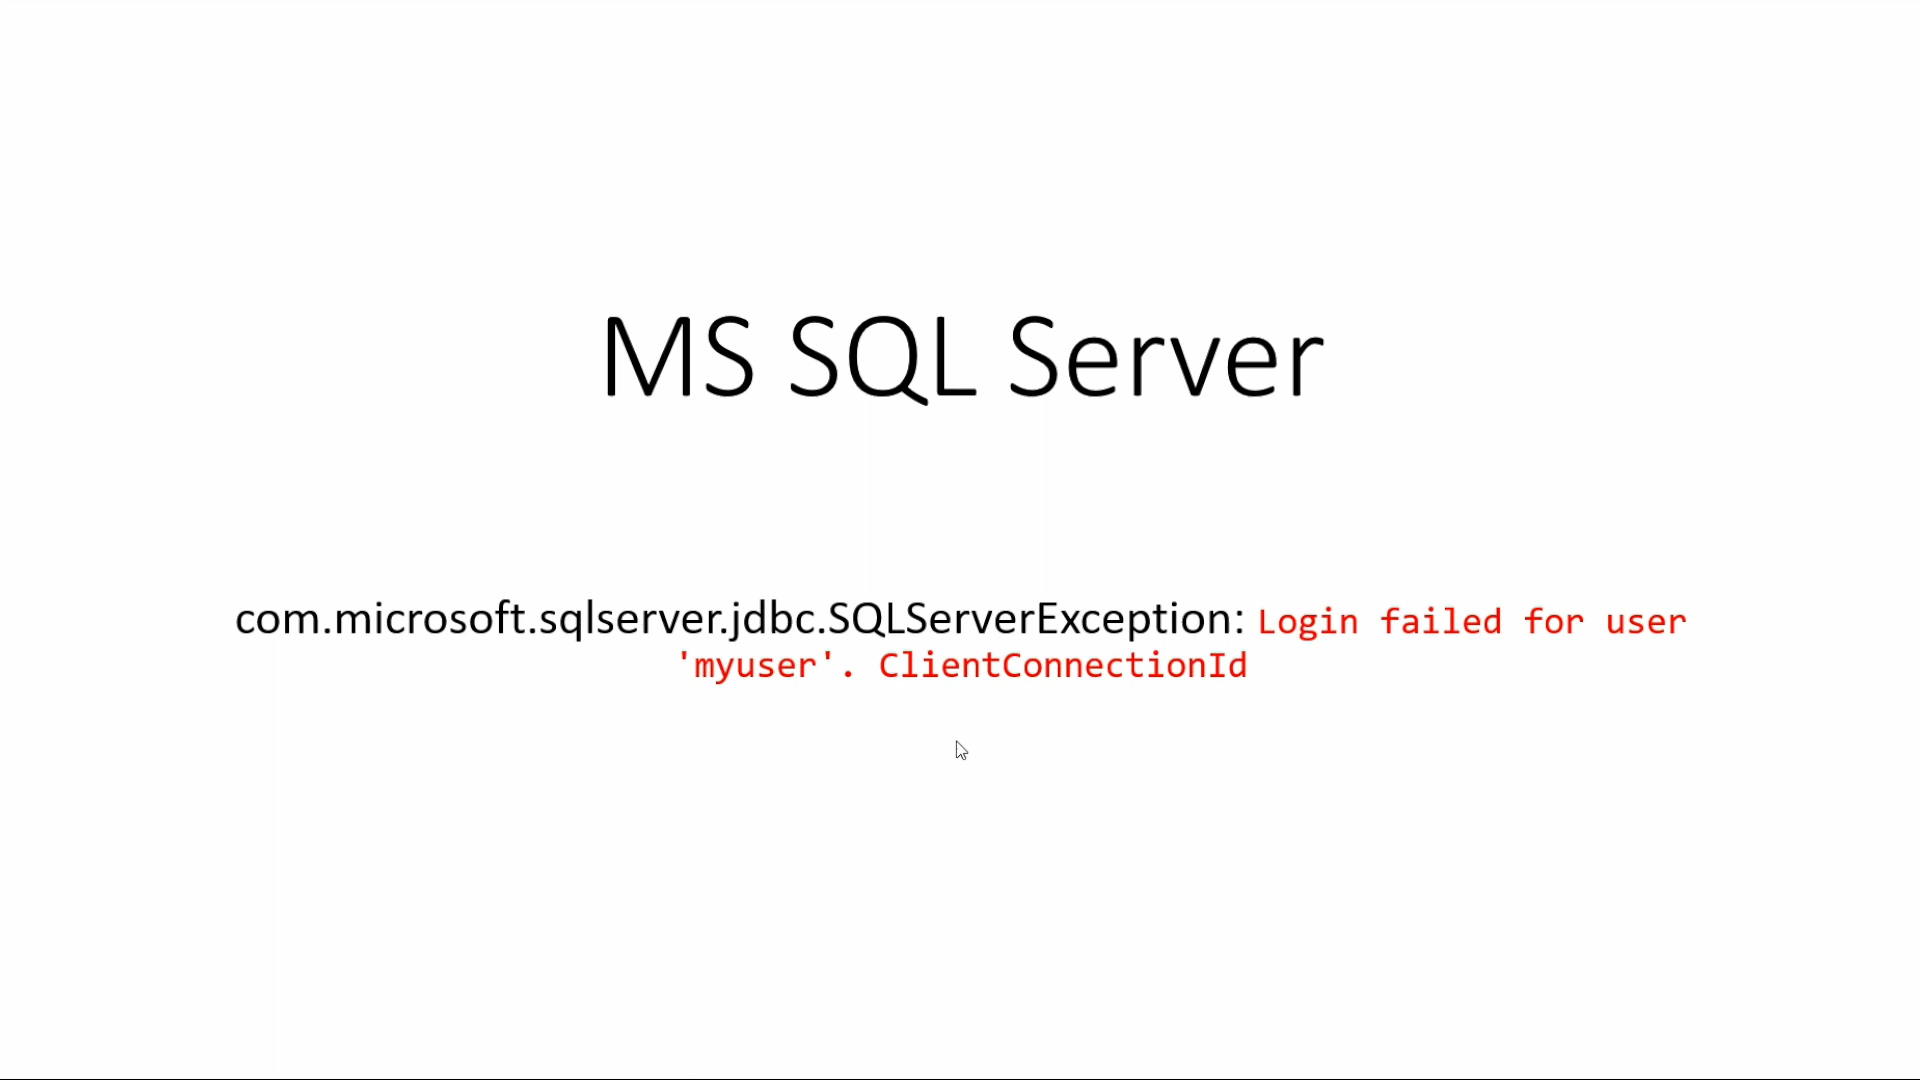 MS SQL Server
com.microsoft.sqlserver.jdbc.SQLServerException: Login failed for user
'myuser'. ClientConnectionId